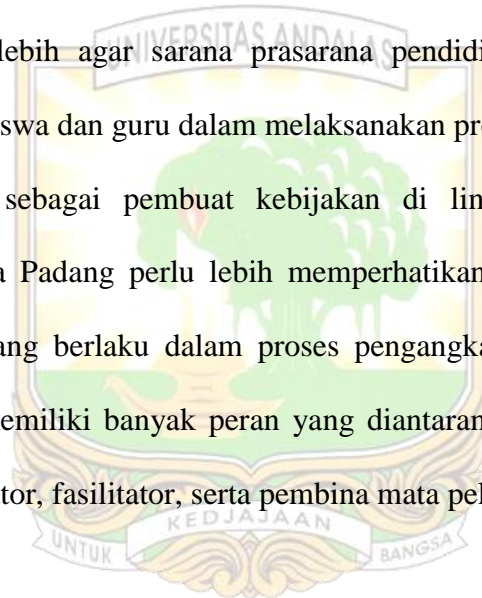 UNIVERSITAS ANDALAS
lebih agar sarana prasarana pendidi
swa dan guru dalam melaksanakan pr
sebagai pembuat kebijakan di lin
Padang perlu lebih memperhatikan
ang berlaku dalam proses pengangka
emiliki banyak peran yang diantaran
tor, fasilitator, serta pembina mata pel
UNTUK KEDJAJAAN BANGSA